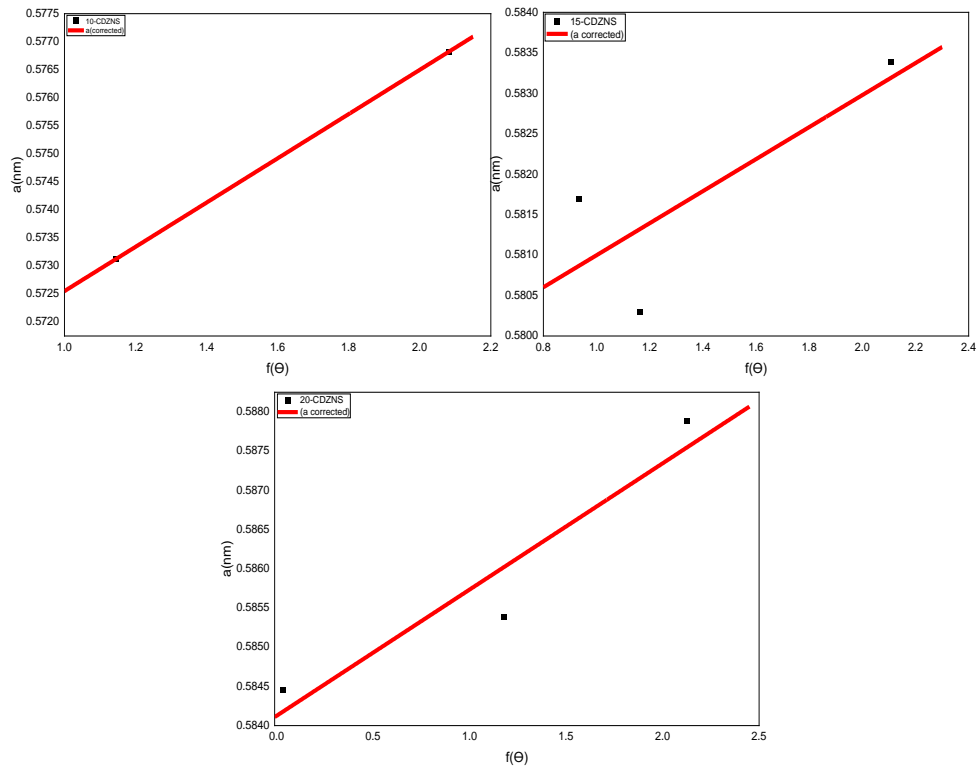 10-CDZNS
a(corrected)
0.5775
0.5770
0.5765
0.5760
0.5755
0.5750
0.5745
0.5740
0.5735
0.5730
0.5725
0.5720
a(nm)
1.0 1.2 1.4 1.6 1.8 2.0 2.2
f(Θ)
15-CDZNS
(a corrected)
0.5840
0.5835
0.5830
0.5825
0.5820
0.5815
0.5810
0.5805
0.5800
a(nm)
0.8 1.0 1.2 1.4 1.6 1.8 2.0 2.2 2.4
f(Θ)
20-CDZNS
(a corrected)
0.5880
0.5875
0.5870
0.5865
0.5860
0.5855
0.5850
0.5845
0.5840
a(nm)
0.0 0.5 1.0 1.5 2.0 2.5
f(Θ)